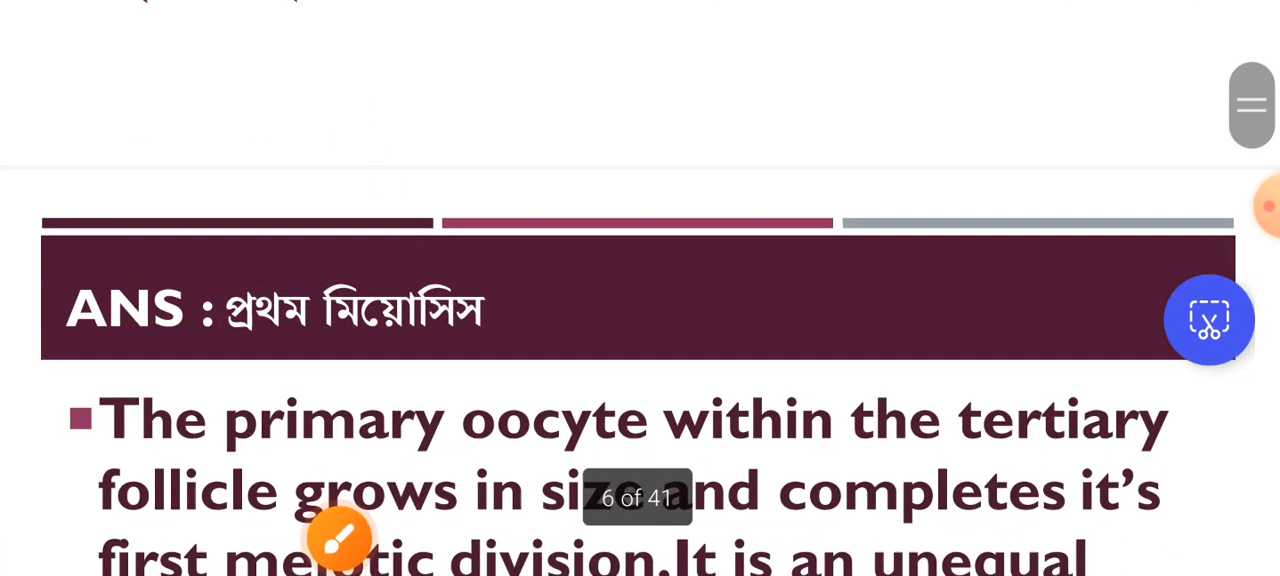 ANS : প্রথম মিয়োসিস
The primary oocyte within the tertiary
follicle grows in size and completes it's
first meiotic division.It is an unequal
6 of 41